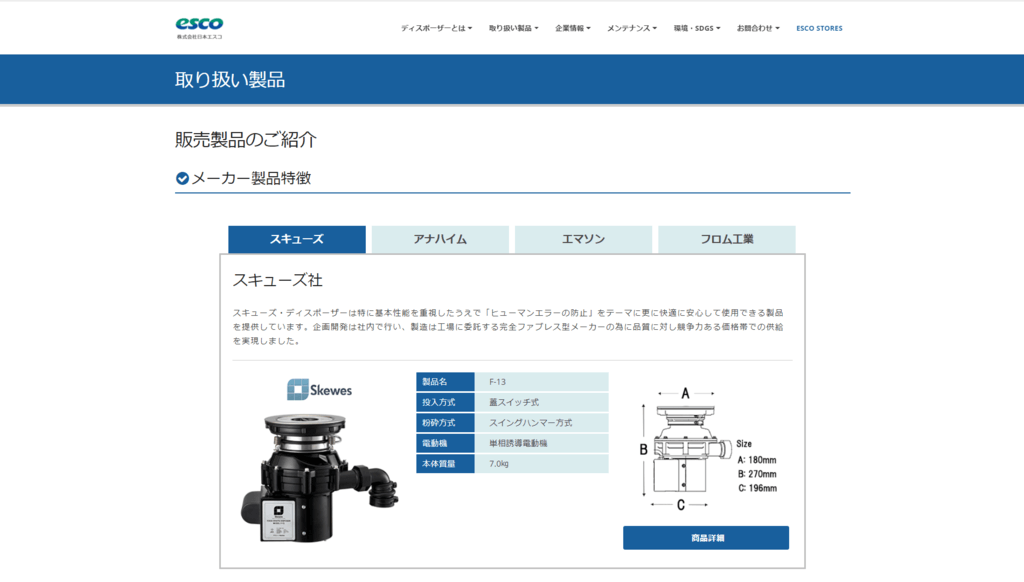 esco
株式会社日本エスコ
ディスポーザーとは 取り扱い製品 企業情報 メンテナンス 環境・SDGS お問合わせ ESCO STORES
取り扱い製品
販売製品のご紹介
メーカー製品特徴
スキューズ アナハイム エマソン フロム工業
スキューズ社
スキューズ・ディスポーザーは特に基本性能を重視したうえで「ヒューマンエラーの防止」をテーマに更に快適に安心して使用できる製品
を提供しています。企画開発は社内で行い、製造は工場に委託する完全ファブレス型メーカーの為に品質に対し競争力ある価格帯での供給
を実現しました。
Skewes
製品名 F-13
投入方式 蓋スイッチ式
粉砕方式 スイングハンマー方式
電動機 単相誘導電動機
本体質量 7.0kg
A
B
C
Size
A: 180mm
B: 270mm
C: 196mm
Skewes
商品詳細